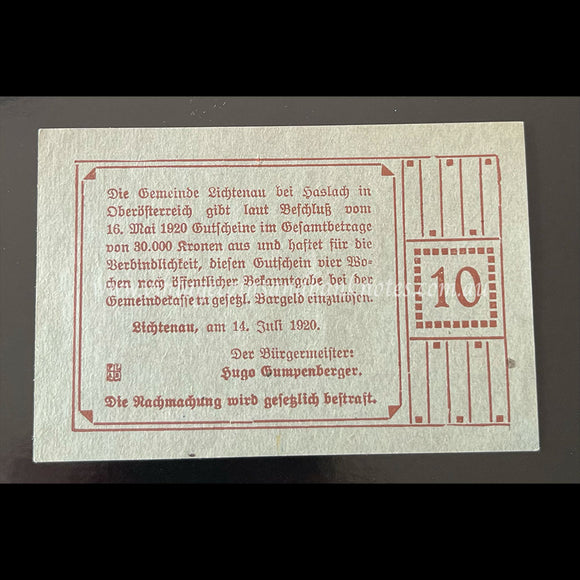 Die Gemeinde Lichtenau bei Haslach in
Oberösterreich gibt laut Beschluß vom
16. Mai 1920 Gutscheine im Gesamtbetrage
von 30.000 Kronen aus und haftet für die
Verbindlichkeit, diesen Gutschein vier Wo-
chen nach öffentlicher Bekanntgabe bei der
Gemeindekasse in gesetzl. Bargeld einzulösen.
Lichtenau, am 14. Juli 1920.
Der Bürgermeister:
Hugo Gumpenberger.
Die Nachmachung wird gesetzlich bestraft.
10